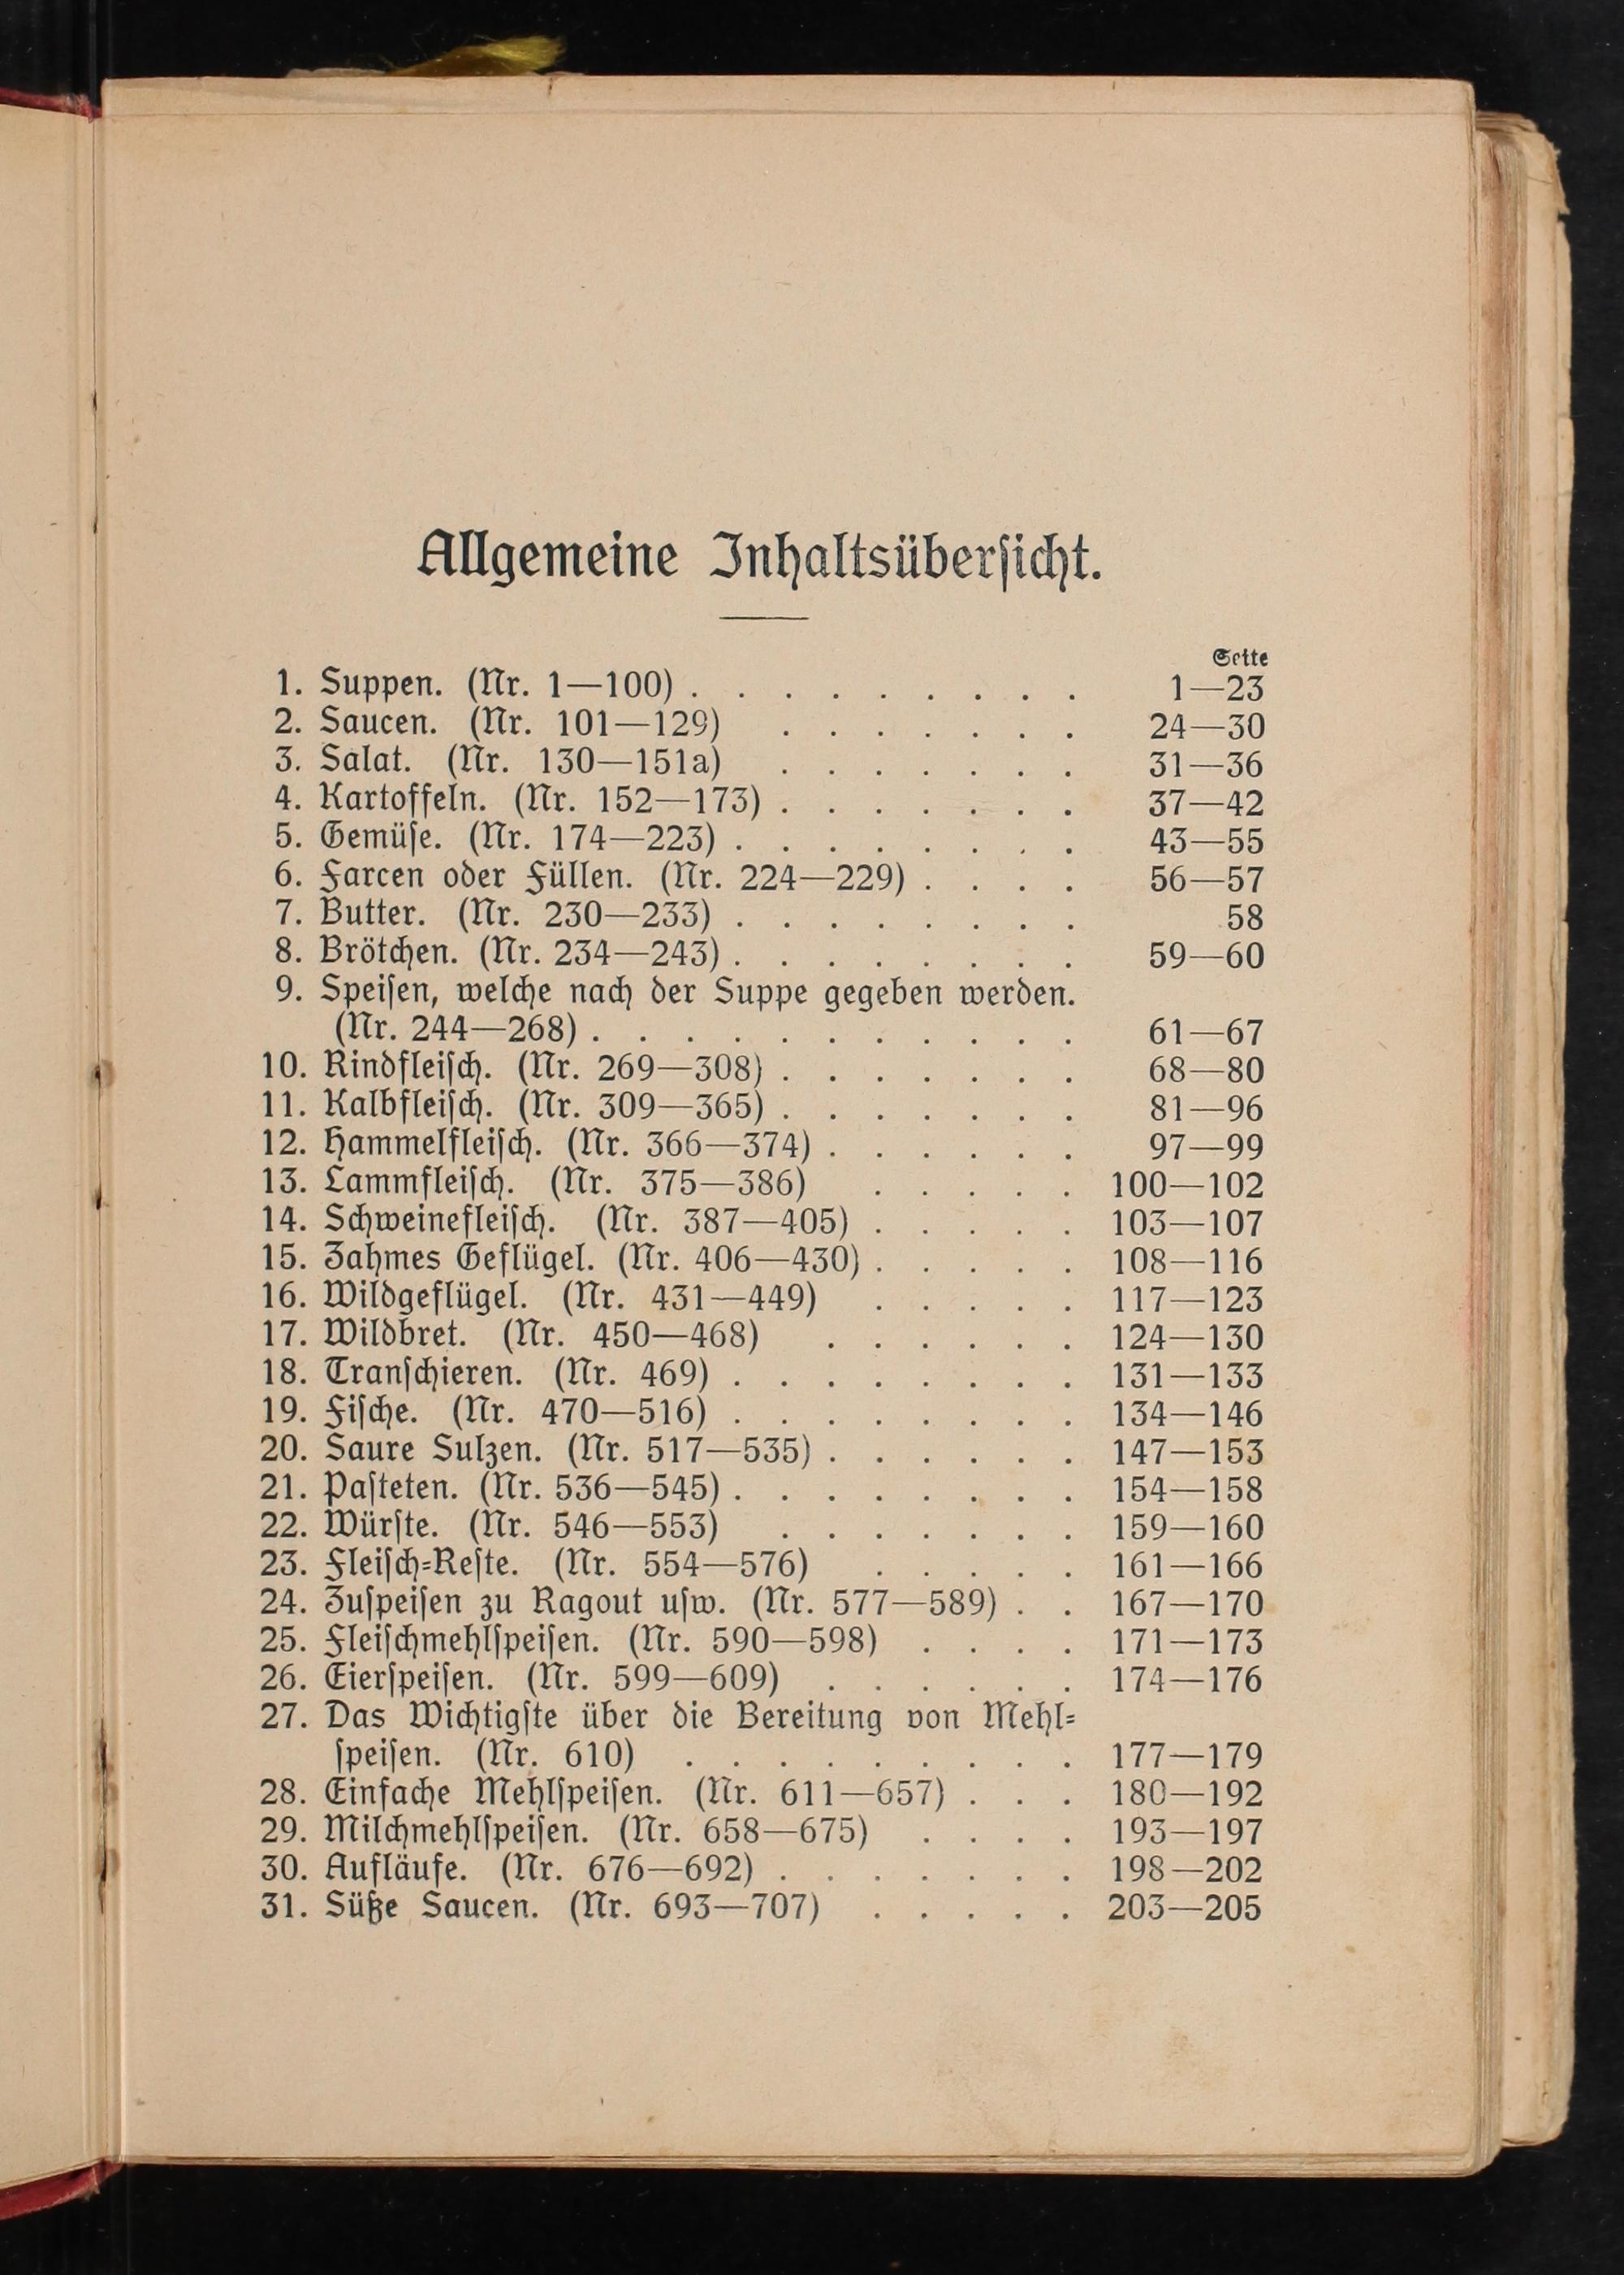 Allgemeine Inhaltsüberſicht.
Seite
1. Suppen. (Nr. 1—100) . . . . . . . . . 1—23
2. Saucen. (Nr. 101—129) . . . . . . . 24—30
3. Salat. (Nr. 130—151a) . . . . . . . 31—36
4. Kartoffeln. (Nr. 152—173) . . . . . . . 37—42
5. Gemüſe. (Nr. 174—223) . . . . . . . . 43—55
6. Farcen oder Füllen. (Nr. 224—229) . . . . 56—57
7. Butter. (Nr. 230—233) . . . . . . . . 58
8. Brötchen. (Nr. 234—243) . . . . . . . . 59—60
9. Speiſen, welche nach der Suppe gegeben werden.
(Nr. 244—268) . . . . . . . . . . . 61—67
10. Rindfleiſch. (Nr. 269—308) . . . . . . . 68—80
11. Kalbfleiſch. (Nr. 309—365) . . . . . . . 81—96
12. Hammelfleiſch. (Nr. 366—374) . . . . . . 97—99
13. Lammfleiſch. (Nr. 375—386) . . . . . 100—102
14. Schweinefleiſch. (Nr. 387—405) . . . . . 103—107
15. Zahmes Geflügel. (Nr. 406—430) . . . . . 108—116
16. Wildgeflügel. (Nr. 431—449) . . . . . 117—123
17. Wildbret. (Nr. 450—468) . . . . . . 124—130
18. Tranſchieren. (Nr. 469) . . . . . . . . 131—133
19. Fiſche. (Nr. 470—516) . . . . . . . . 134—146
20. Saure Sulzen. (Nr. 517—535) . . . . . . 147—153
21. Paſteten. (Nr. 536—545) . . . . . . . . 154—158
22. Würſte. (Nr. 546—553) . . . . . . . 159—160
23. Fleiſch=Reſte. (Nr. 554—576) . . . . . 161—166
24. Zuſpeiſen zu Ragout uſw. (Nr. 577—589) . . 167—170
25. Fleiſchmehlſpeiſen. (Nr. 590—598) . . . . 171—173
26. Eierſpeiſen. (Nr. 599—609) . . . . . . 174—176
27. Das Wichtigſte über die Bereitung von Mehl=
ſpeiſen. (Nr. 610) . . . . . . . . . 177—179
28. Einfache Mehlſpeiſen. (Nr. 611—657) . . . 180—192
29. Milchmehlſpeiſen. (Nr. 658—675) . . . . 193—197
30. Aufläufe. (Nr. 676—692) . . . . . . . 198—202
31. Süße Saucen. (Nr. 693—707) . . . . . 203—205